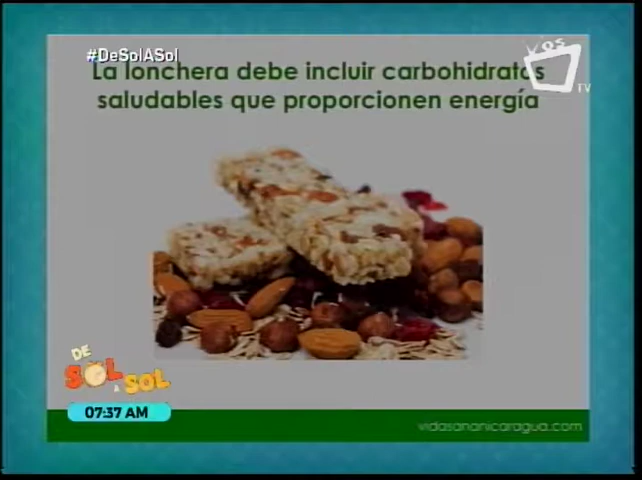 #DeSolASol
La lonchera debe incluir carbohidratos
saludables que proporcionen energía
TV
DE
SOL
A SOL
07:37 AM
vidasananicaragua.com